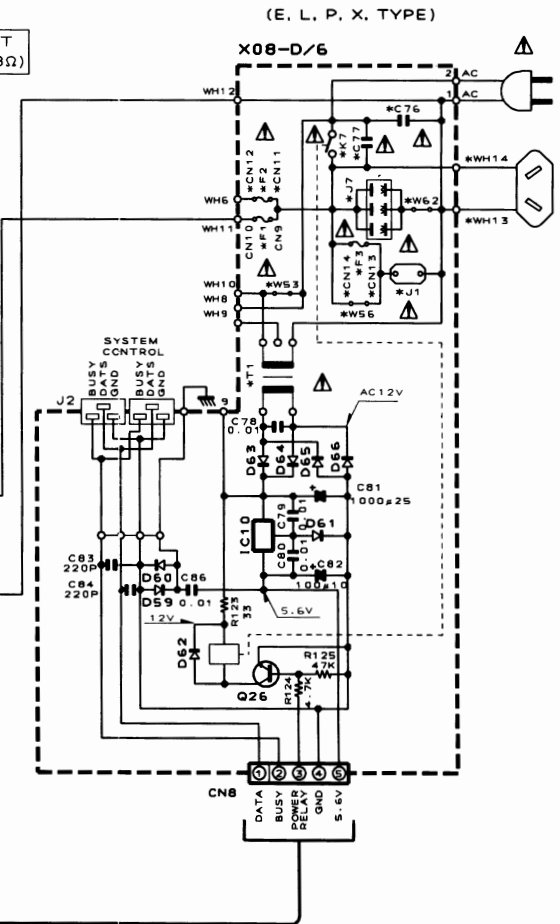 (E, L, P, X, TYPE)
T
X08-D/6
2 AC
1 AC
WH12
*C76
*K7
*C77
*CN12
*F2
*CN11
*WH14
*J7
*W62
WH6
WH11
CN10
*F1
CN9
*WH13
*CN14
*F3
*CN13
*J1
WH10
*W53
WH8
WH9
*W56
SYSTEM
CONTROL
BUSY
DATS
GND
BUSY
DATS
GND
*T1
J2
9
AC12V
C78
0.01
D63
D64
D65
D66
C81
1000µ25
C79
0.01
D61
IC10
C80
0.01
C82
100µ10
C83
220P
D60
C86
C84
220P
D59
0.01
R123
33
5.6V
12V
D62
R125
47K
Q26
R124
4.7K
CN8
1 2 3 4 5
DATA
BUSY
POWER
RELAY
GND
5.6V